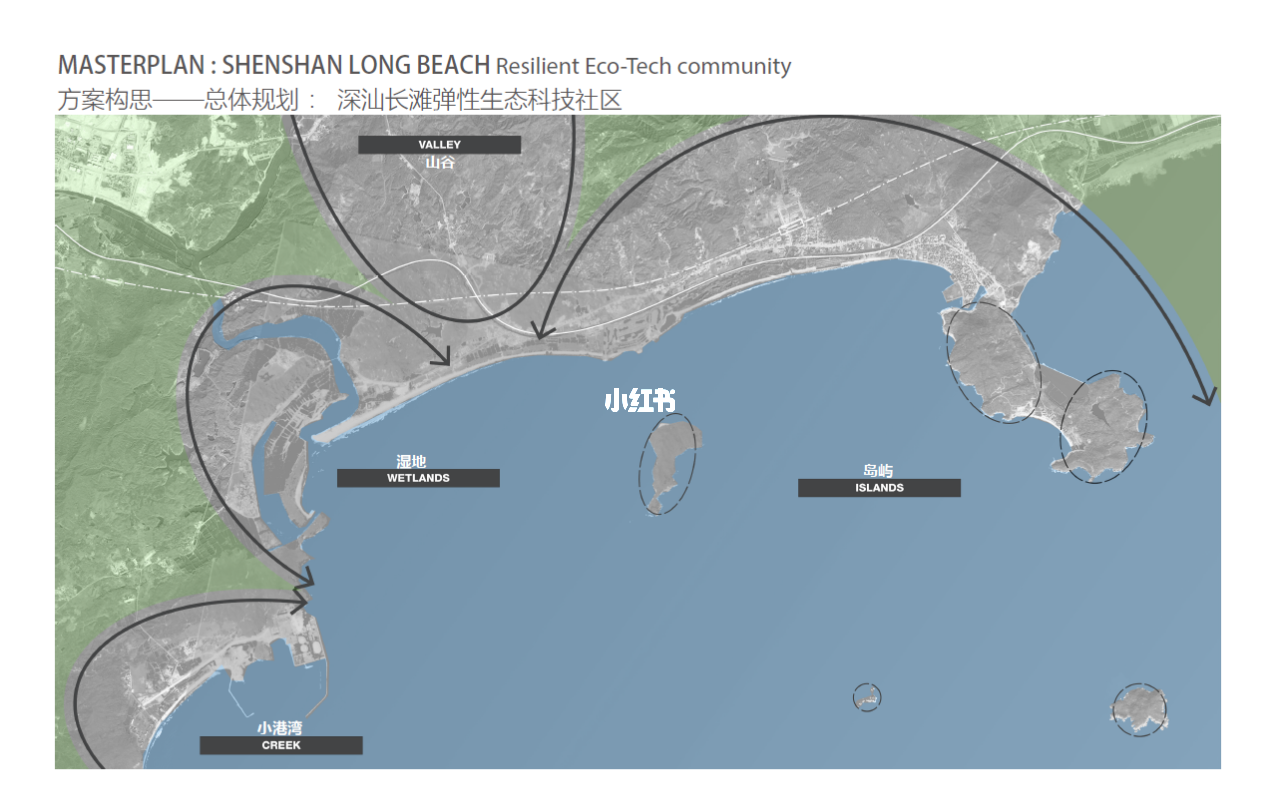 MASTERPLAN : SHENSHAN LONG BEACH Resilient Eco-Tech community
方案构思——总体规划 ： 深汕长滩弹性生态科技社区
VALLEY
山谷
小红书
湿地
WETLANDS
岛屿
ISLANDS
小港湾
CREEK